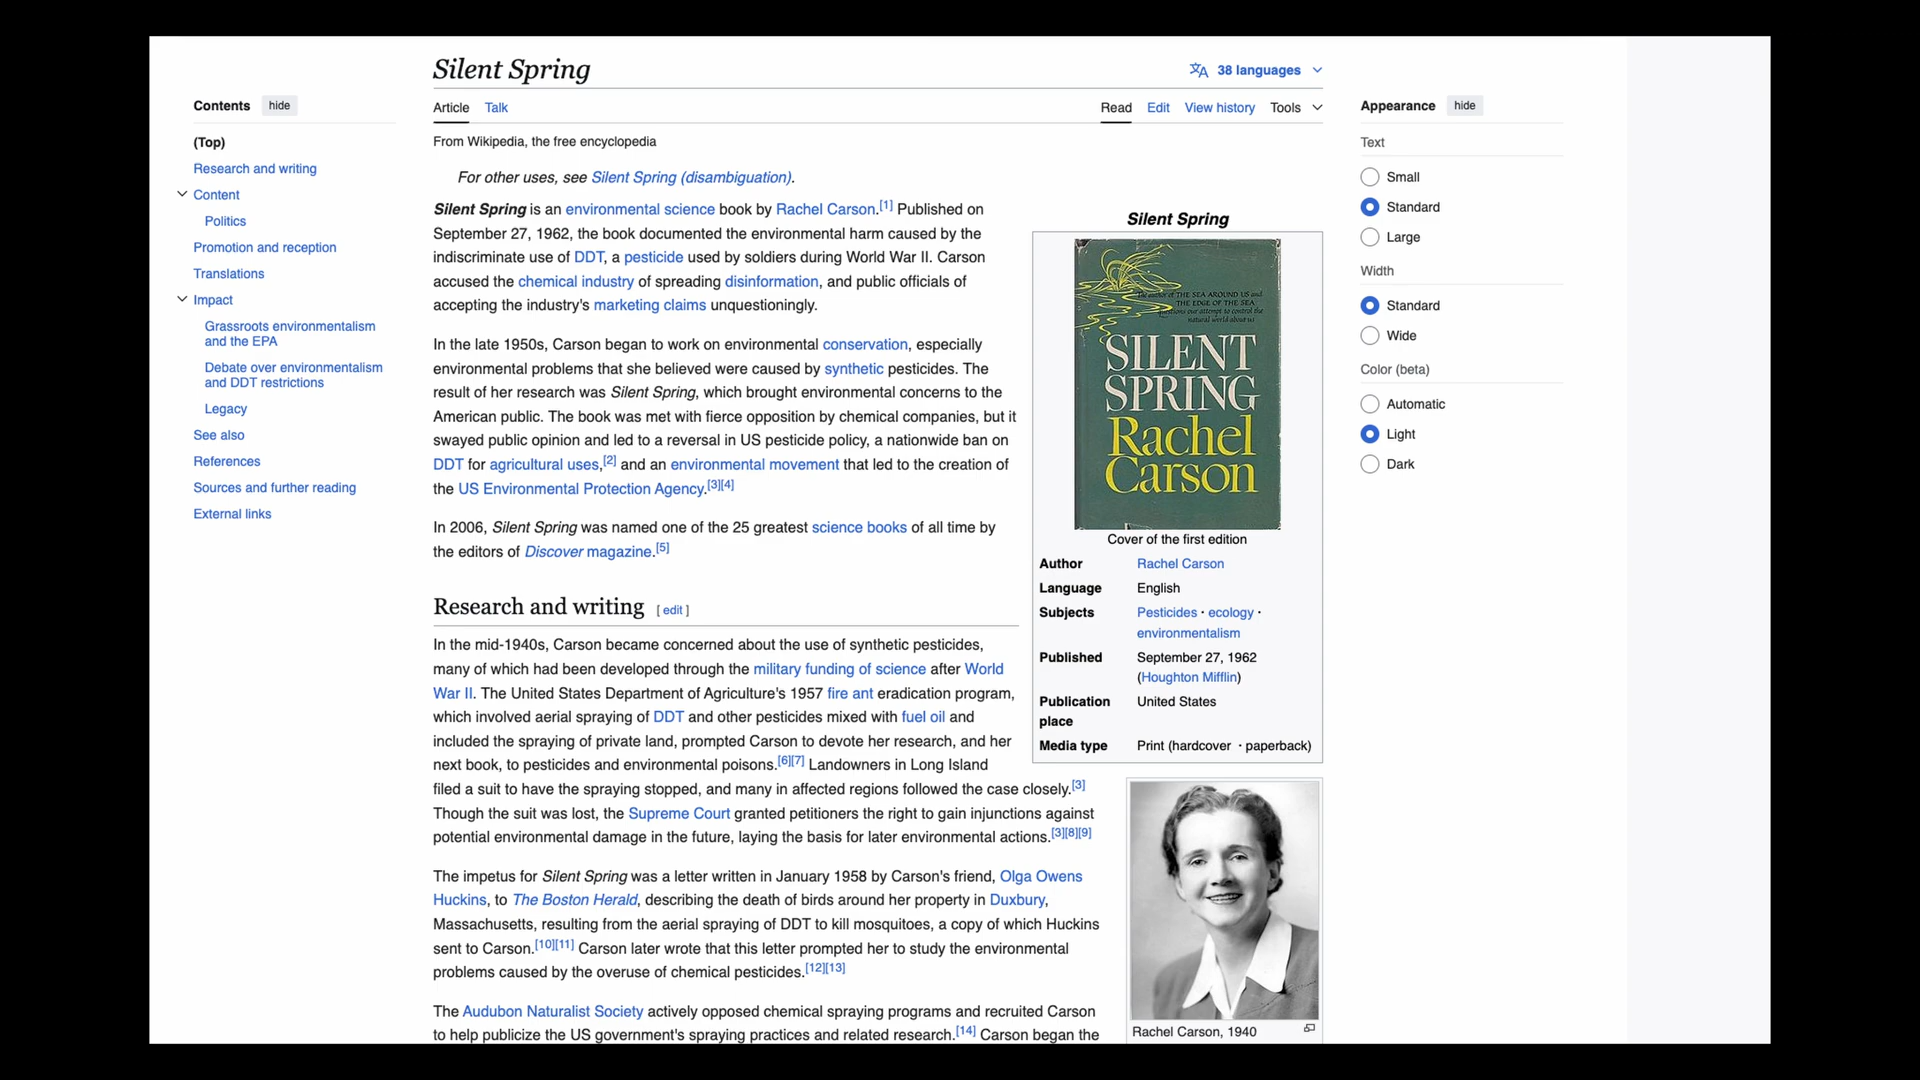 Silent Spring
38 languages
Contents hide
(Top)
Research and writing
Content
Politics
Promotion and reception
Translations
Impact
Grassroots environmentalism
and the EPA
Debate over environmentalism
and DDT restrictions
Legacy
See also
References
Sources and further reading
External links
Article Talk
Read Edit View history Tools
From Wikipedia, the free encyclopedia
For other uses, see Silent Spring (disambiguation).
Silent Spring is an environmental science book by Rachel Carson.[1] Published on
September 27, 1962, the book documented the environmental harm caused by the
indiscriminate use of DDT, a pesticide used by soldiers during World War II. Carson
accused the chemical industry of spreading disinformation, and public officials of
accepting the industry's marketing claims unquestioningly.
In the late 1950s, Carson began to work on environmental conservation, especially
environmental problems that she believed were caused by synthetic pesticides. The
result of her research was Silent Spring, which brought environmental concerns to the
American public. The book was met with fierce opposition by chemical companies, but it
swayed public opinion and led to a reversal in US pesticide policy, a nationwide ban on
DDT for agricultural uses,[2] and an environmental movement that led to the creation of
the US Environmental Protection Agency.[3][4]
In 2006, Silent Spring was named one of the 25 greatest science books of all time by
the editors of Discover magazine.[5]
Research and writing [ edit ]
In the mid-1940s, Carson became concerned about the use of synthetic pesticides,
many of which had been developed through the military funding of science after World
War II. The United States Department of Agriculture's 1957 fire ant eradication program,
which involved aerial spraying of DDT and other pesticides mixed with fuel oil and
included the spraying of private land, prompted Carson to devote her research, and her
next book, to pesticides and environmental poisons.[6][7] Landowners in Long Island
filed a suit to have the spraying stopped, and many in affected regions followed the case closely.[3]
Though the suit was lost, the Supreme Court granted petitioners the right to gain injunctions against
potential environmental damage in the future, laying the basis for later environmental actions.[3][8][9]
The impetus for Silent Spring was a letter written in January 1958 by Carson's friend, Olga Owens
Huckins, to The Boston Herald, describing the death of birds around her property in Duxbury,
Massachusetts, resulting from the aerial spraying of DDT to kill mosquitoes, a copy of which Huckins
sent to Carson.[10][11] Carson later wrote that this letter prompted her to study the environmental
problems caused by the overuse of chemical pesticides.[12][13]
The Audubon Naturalist Society actively opposed chemical spraying programs and recruited Carson
to help publicize the US government's spraying practices and related research.[14] Carson began the
Silent Spring
The author of THE SEA AROUND US and
THE EDGE OF THE SEA
questions our attempt to control the
natural world about us
SILENT
SPRING
Rachel
Carson
Cover of the first edition
Author Rachel Carson
Language English
Subjects Pesticides · ecology ·
environmentalism
Published September 27, 1962
(Houghton Mifflin)
Publication United States
place
Media type Print (hardcover · paperback)
Rachel Carson, 1940
Appearance hide
Text
Small
Standard
Large
Width
Standard
Wide
Color (beta)
Automatic
Light
Dark